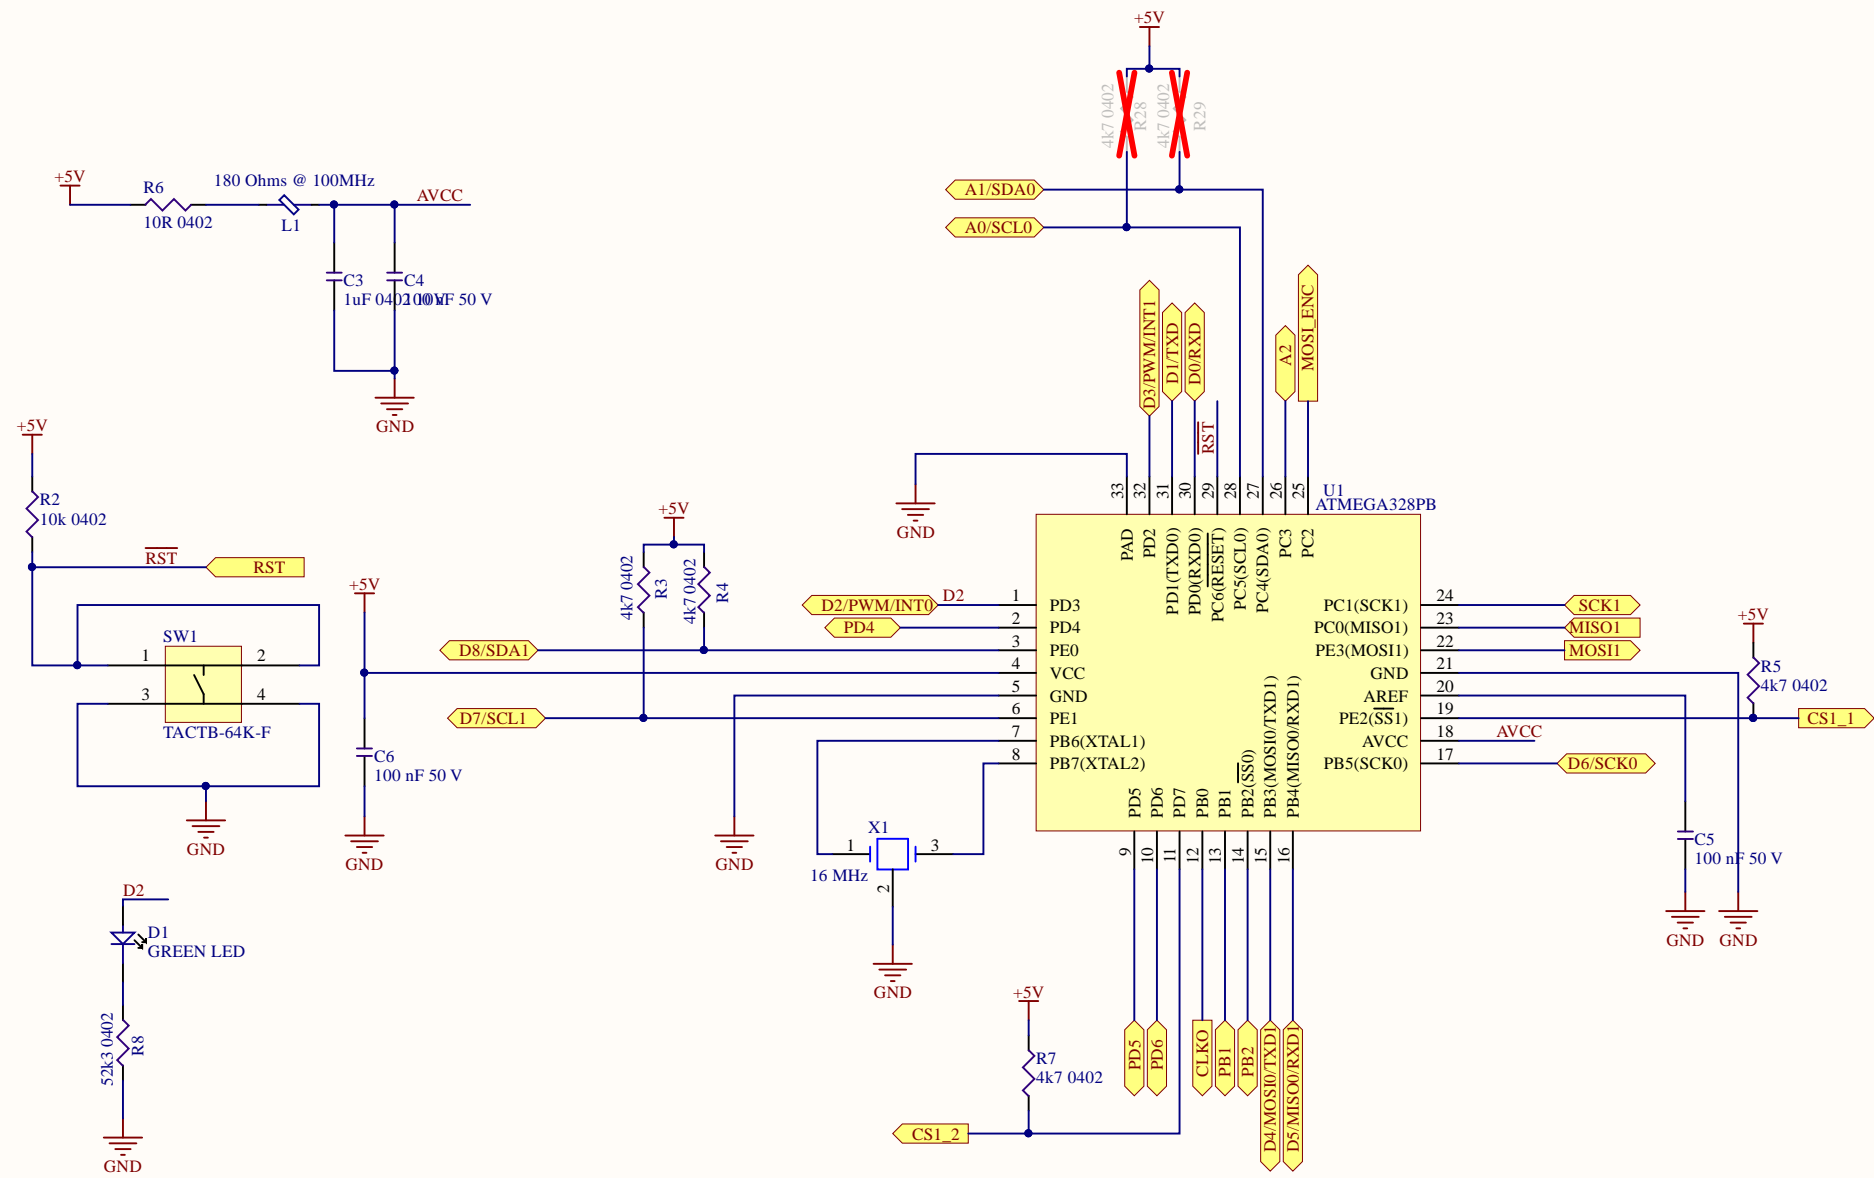 +5V
4k7 0402
R28
4k7 0402
R29
A1/SDA0
A0/SCL0
+5V
R6
10R 0402
180 Ohms @ 100MHz
L1
AVCC
C3
1uF 0402 10V
C4
100 nF 50 V
GND
+5V
R2
10k 0402
RST
RST
SW1
1
2
3
4
TACTB-64K-F
GND
D2
D1
GREEN LED
52k3 0402
R8
GND
+5V
C6
100 nF 50 V
GND
+5V
4k7 0402
R3
4k7 0402
R4
D8/SDA1
D7/SCL1
GND
D2/PWM/INT0
D2
PD4
X1
1
3
2
16 MHz
GND
GND
D3/PWM/INT1
D1/TXD
D0/RXD
RST
A2
MOSI_ENC
33
32
31
30
29
28
27
26
25
U1
ATMEGA328PB
PAD
PD2
PD1(TXD0)
PD0(RXD0)
PC6(RESET)
PC5(SCL0)
PC4(SDA0)
PC3
PC2
1
PD3
2
PD4
3
PE0
4
VCC
5
GND
6
PE1
7
PB6(XTAL1)
8
PB7(XTAL2)
PC1(SCK1)
24
SCK1
PC0(MISO1)
23
MISO1
PE3(MOSI1)
22
MOSI1
GND
21
AREF
20
PE2(SS1)
19
AVCC
18
AVCC
PB5(SCK0)
17
D6/SCK0
+5V
R5
4k7 0402
CS1_1
C5
100 nF 50 V
GND
GND
PD5
PD6
PD7
PB0
PB1
PB2(SS0)
PB3(MOSI0/TXD1)
PB4(MISO0/RXD1)
9
10
11
12
13
14
15
16
PD5
PD6
CLKO
PB1
PB2
D4/MOSI0/TXD1
D5/MISO0/RXD1
+5V
R7
4k7 0402
CS1_2